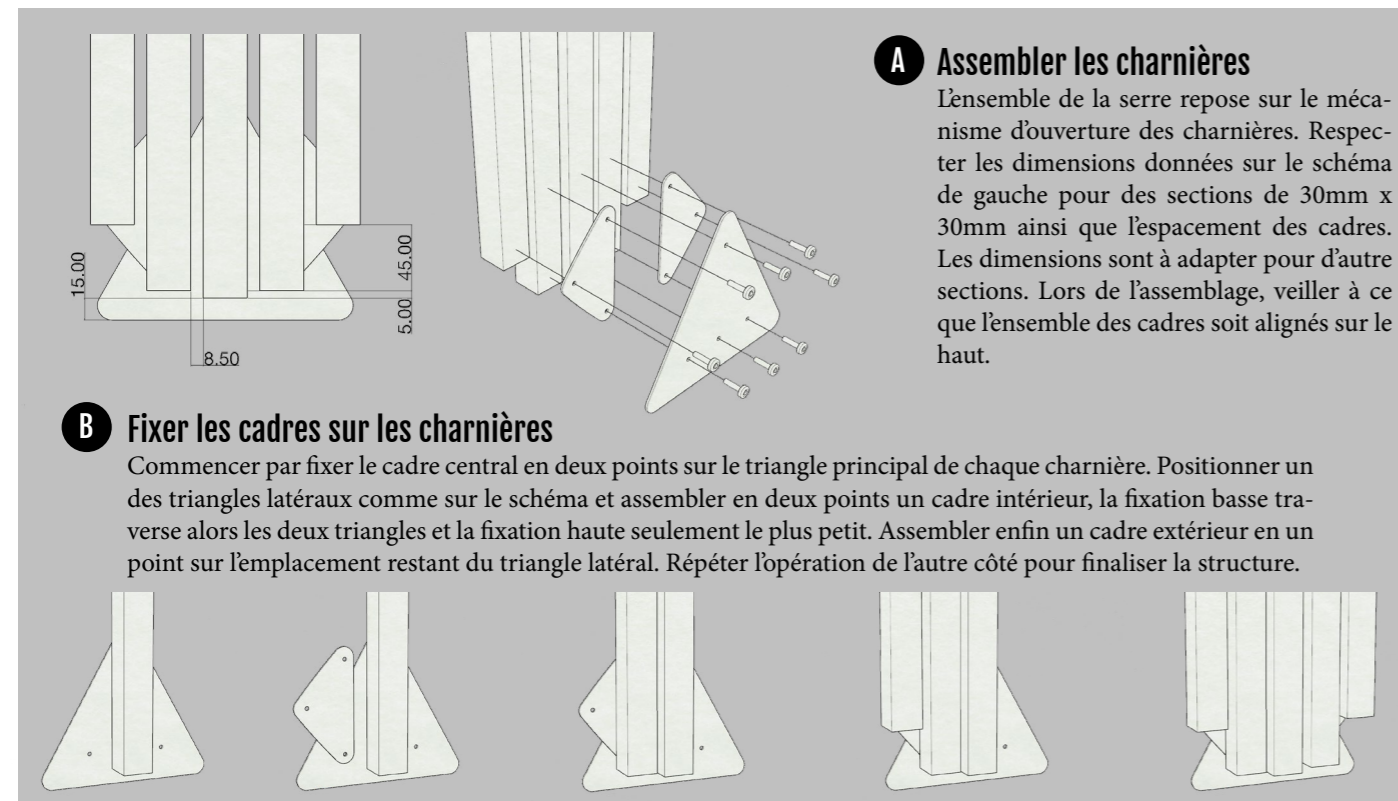 A Assembler les charnières
L'ensemble de la serre repose sur le méca-
nisme d'ouverture des charnières. Respec-
ter les dimensions données sur le schéma
de gauche pour des sections de 30mm x
30mm ainsi que l'espacement des cadres.
Les dimensions sont à adapter pour d'autre
sections. Lors de l'assemblage, veiller à ce
que l'ensemble des cadres soit alignés sur le
haut.
15.00
45.00
5.00
8.50
B Fixer les cadres sur les charnières
Commencer par fixer le cadre central en deux points sur le triangle principal de chaque charnière. Positionner un
des triangles latéraux comme sur le schéma et assembler en deux points un cadre intérieur, la fixation basse tra-
verse alors les deux triangles et la fixation haute seulement le plus petit. Assembler enfin un cadre extérieur en un
point sur l'emplacement restant du triangle latéral. Répéter l'opération de l'autre côté pour finaliser la structure.